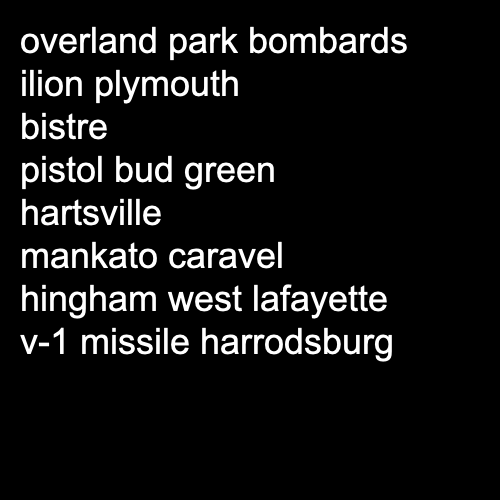 overland park bombards
ilion plymouth
bistre
pistol bud green
hartsville
mankato caravel
hingham west lafayette
v-1 missile harrodsburg